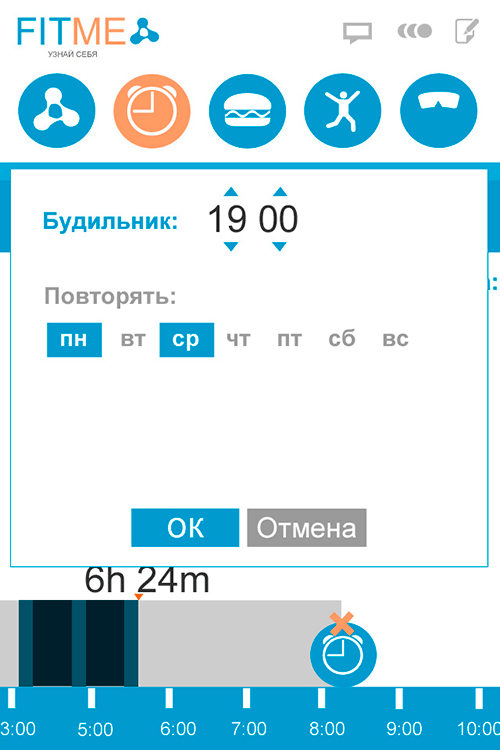 FITME
УЗНАЙ СЕБЯ
Будильник: 19 00
а:
Повторять:
пн вт ср чт пт сб вс
ОК Отмена
6h 24m
3:00 5:00 6:00 7:00 8:00 9:00 10:00